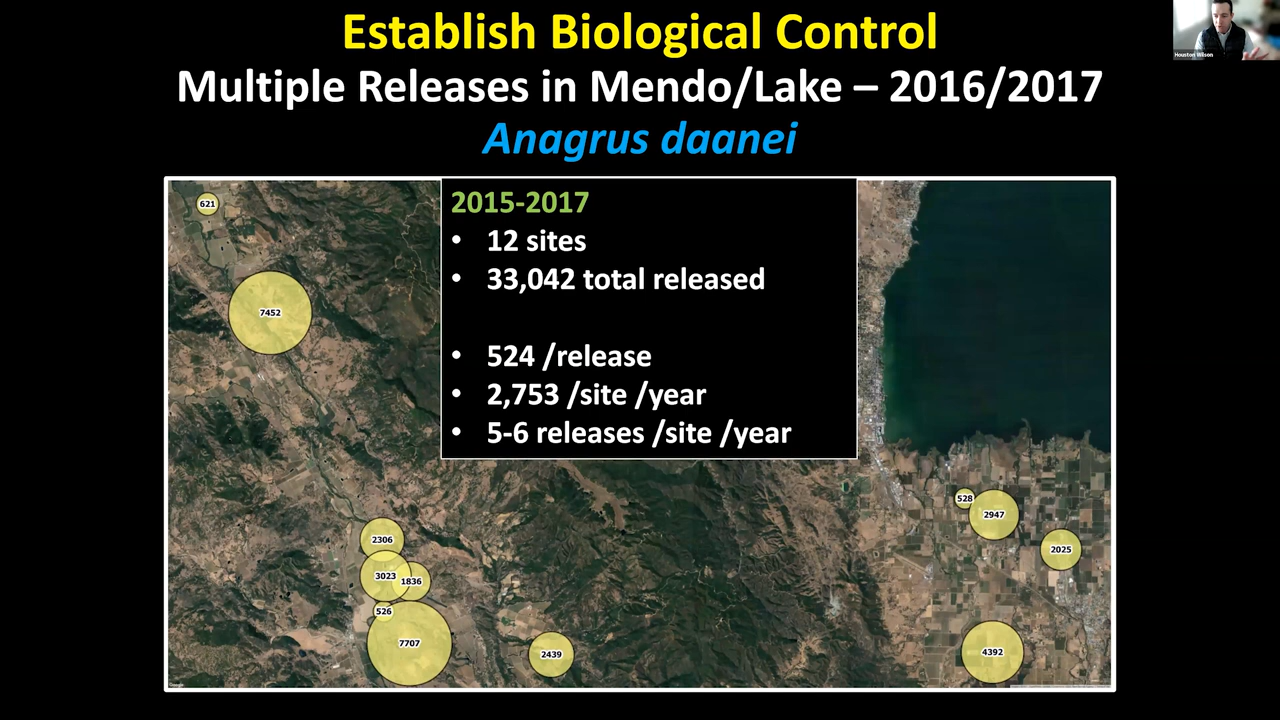 Establish Biological Control
Multiple Releases in Mendo/Lake – 2016/2017
Anagrus daanei
Houston Wilson
2015-2017
• 12 sites
• 33,042 total released
• 524 /release
• 2,753 /site /year
• 5-6 releases /site /year
621
7452
2306
3023
1836
526
7707
2439
528
2947
2025
4392
Google